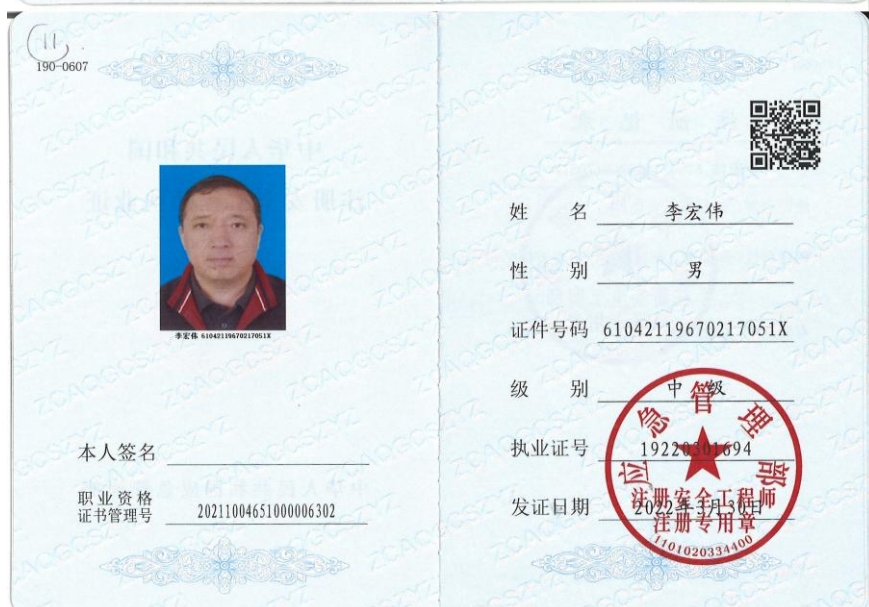 11
190-0607
李宏伟 61042119670217051X
本人签名
职业资格
证书管理号 20211004651000006302
姓 名 李宏伟
性 别 男
证件号码 61042119670217051X
级 别 中级
执业证号 19220301694
发证日期 2022年3月30日
应急管理部
注册安全工程师
注册专用章
1101020334400